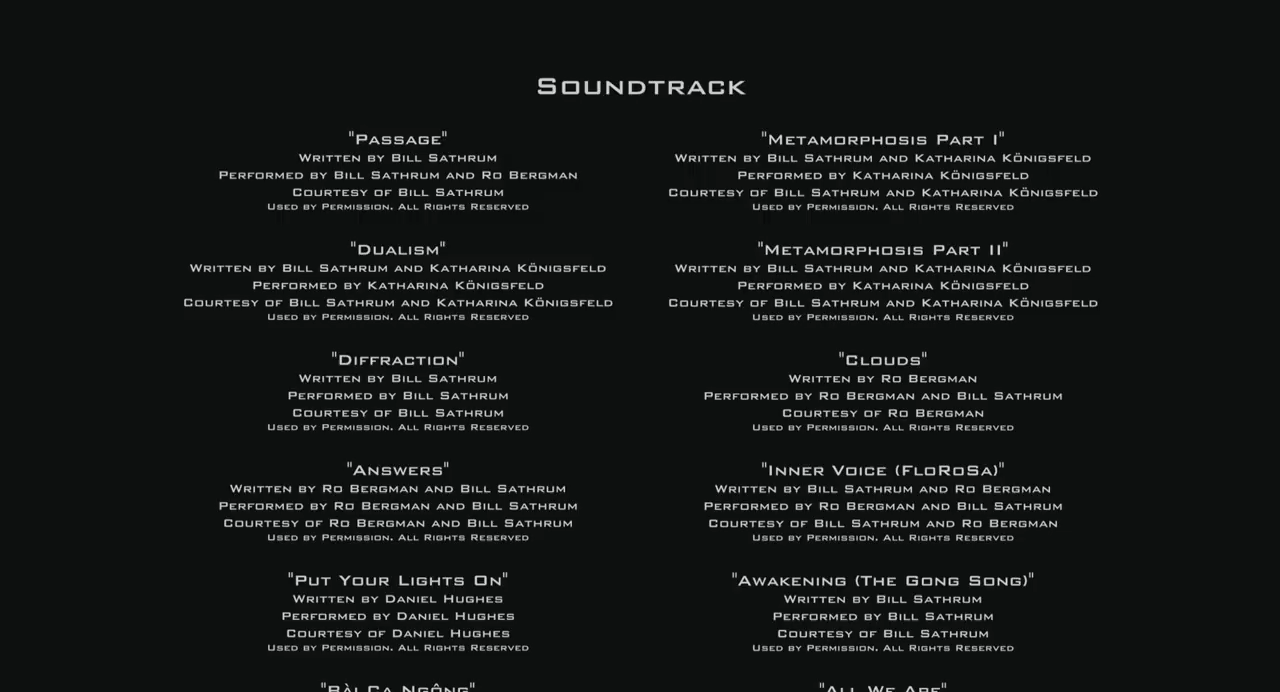 Soundtrack
"Passage"
Written by Bill Sathrum
Performed by Bill Sathrum and Ro Bergman
Courtesy of Bill Sathrum
Used by Permission. All Rights Reserved
"Dualism"
Written by Bill Sathrum and Katharina Königsfeld
Performed by Katharina Königsfeld
Courtesy of Bill Sathrum and Katharina Königsfeld
Used by Permission. All Rights Reserved
"Diffraction"
Written by Bill Sathrum
Performed by Bill Sathrum
Courtesy of Bill Sathrum
Used by Permission. All Rights Reserved
"Answers"
Written by Ro Bergman and Bill Sathrum
Performed by Ro Bergman and Bill Sathrum
Courtesy of Ro Bergman and Bill Sathrum
Used by Permission. All Rights Reserved
"Put Your Lights On"
Written by Daniel Hughes
Performed by Daniel Hughes
Courtesy of Daniel Hughes
Used by Permission. All Rights Reserved
"Bài Ca Ngông"
"Metamorphosis Part I"
Written by Bill Sathrum and Katharina Königsfeld
Performed by Katharina Königsfeld
Courtesy of Bill Sathrum and Katharina Königsfeld
Used by Permission. All Rights Reserved
"Metamorphosis Part II"
Written by Bill Sathrum and Katharina Königsfeld
Performed by Katharina Königsfeld
Courtesy of Bill Sathrum and Katharina Königsfeld
Used by Permission. All Rights Reserved
"Clouds"
Written by Ro Bergman
Performed by Ro Bergman and Bill Sathrum
Courtesy of Ro Bergman
Used by Permission. All Rights Reserved
"Inner Voice (FloRoSa)"
Written by Bill Sathrum and Ro Bergman
Performed by Ro Bergman and Bill Sathrum
Courtesy of Bill Sathrum and Ro Bergman
Used by Permission. All Rights Reserved
"Awakening (The Gong Song)"
Written by Bill Sathrum
Performed by Bill Sathrum
Courtesy of Bill Sathrum
Used by Permission. All Rights Reserved
"All We Are"